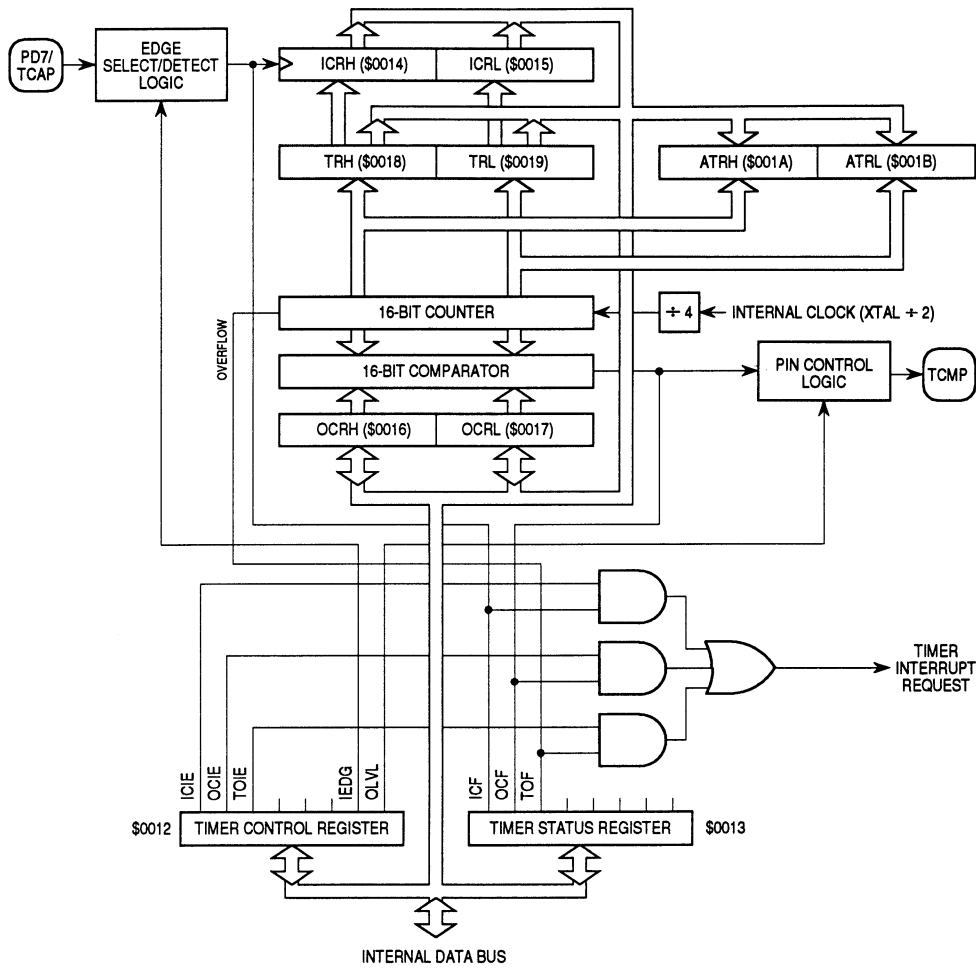 PD7/
TCAP
EDGE
SELECT/DETECT
LOGIC
ICRH ($0014)
ICRL ($0015)
TRH ($0018)
TRL ($0019)
ATRH ($001A)
ATRL ($001B)
16-BIT COUNTER
÷ 4
INTERNAL CLOCK (XTAL ÷ 2)
OVERFLOW
16-BIT COMPARATOR
PIN CONTROL
LOGIC
TCMP
OCRH ($0016)
OCRL ($0017)
TIMER
INTERRUPT
REQUEST
ICIE
OCIE
TOIE
IEDG
OLVL
ICF
OCF
TOF
$0012
TIMER CONTROL REGISTER
TIMER STATUS REGISTER
$0013
INTERNAL DATA BUS